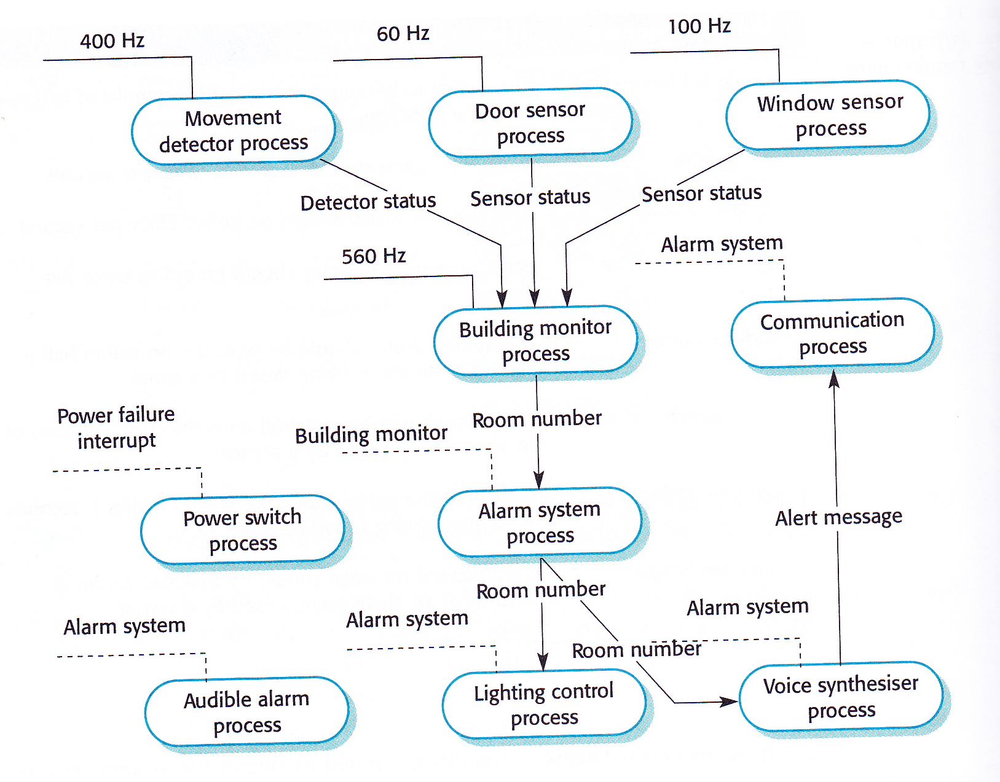 400 Hz
60 Hz
100 Hz
Movement
detector process
Door sensor
process
Window sensor
process
Detector status
Sensor status
Sensor status
560 Hz
Alarm system
Building monitor
process
Communication
process
Power failure
interrupt
Building monitor
Room number
Power switch
process
Alarm system
process
Alert message
Room number
Alarm system
Alarm system
Alarm system
Room number
Audible alarm
process
Lighting control
process
Voice synthesiser
process